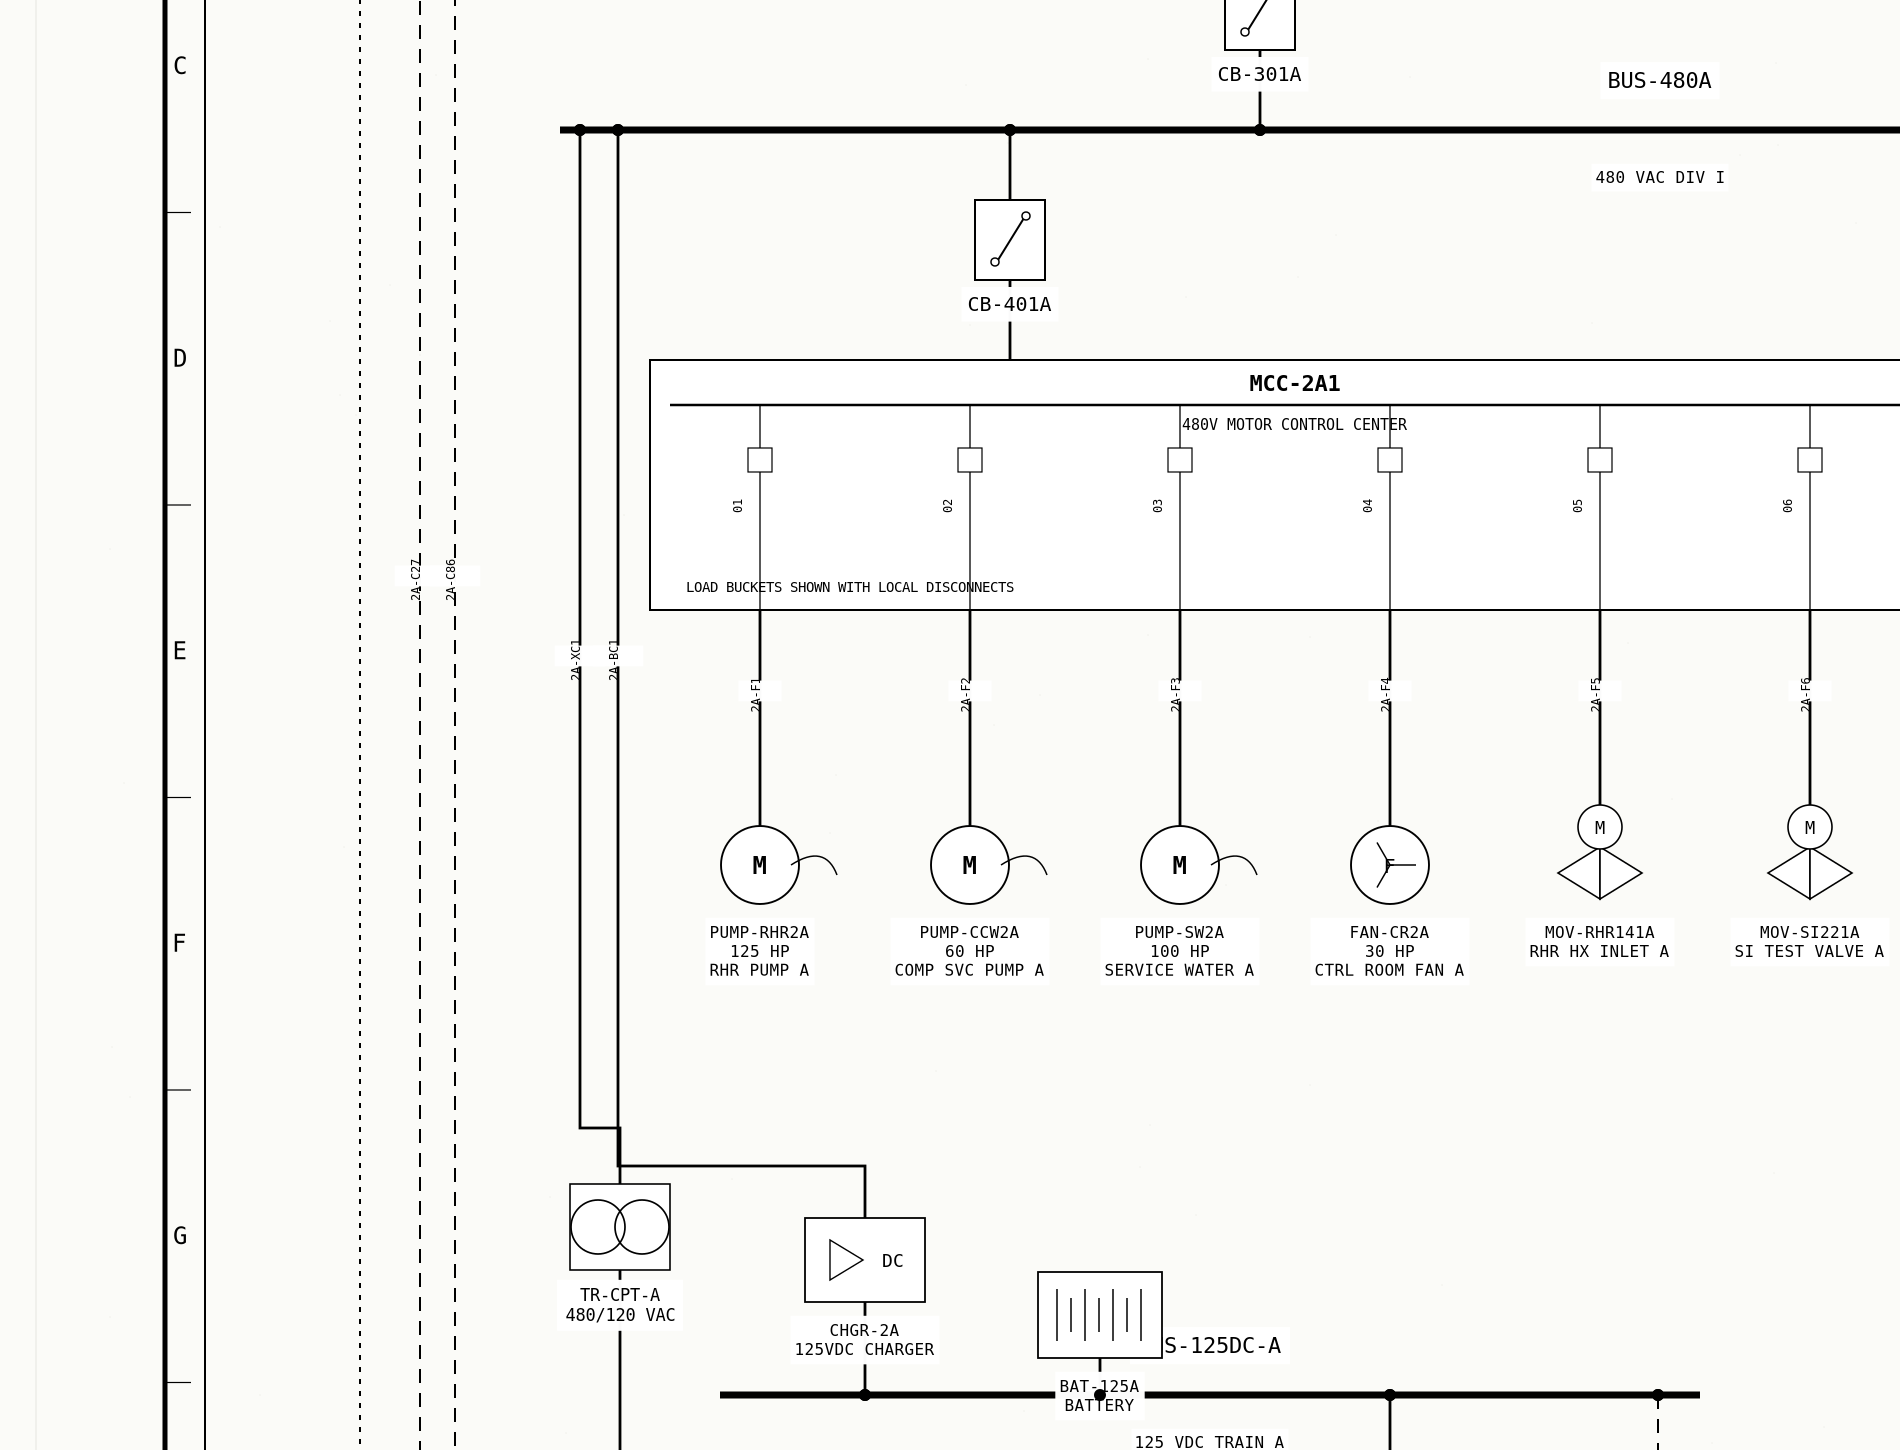 C
CB-301A
BUS-480A
480 VAC DIV I
CB-401A
D
MCC-2A1
480V MOTOR CONTROL CENTER
01
02
03
04
05
06
LOAD BUCKETS SHOWN WITH LOCAL DISCONNECTS
2A-C27
2A-C86
E
2A-XC1
2A-BC1
2A-F1
2A-F2
2A-F3
2A-F4
2A-F5
2A-F6
M
M
M
F
M
M
F
PUMP-RHR2A
125 HP
RHR PUMP A
PUMP-CCW2A
60 HP
COMP SVC PUMP A
PUMP-SW2A
100 HP
SERVICE WATER A
FAN-CR2A
30 HP
CTRL ROOM FAN A
MOV-RHR141A
RHR HX INLET A
MOV-SI221A
SI TEST VALVE A
G
DC
TR-CPT-A
480/120 VAC
CHGR-2A
125VDC CHARGER
S-125DC-A
BAT-125A
BATTERY
125 VDC TRAIN A